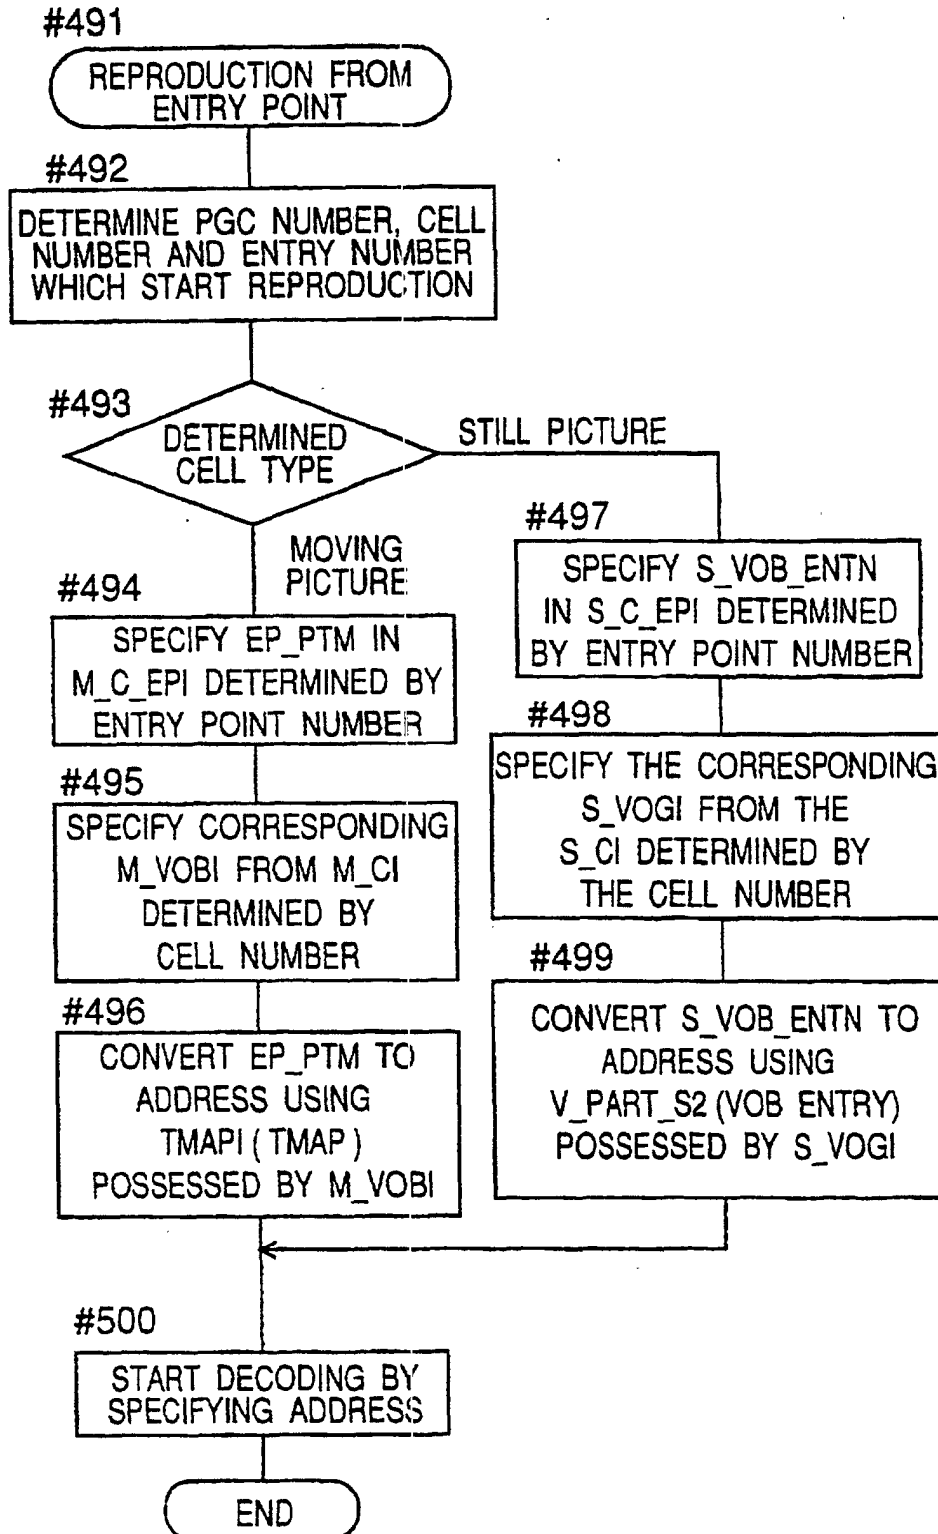 #491
REPRODUCTION FROM
ENTRY POINT
#492
DETERMINE PGC NUMBER, CELL
NUMBER AND ENTRY NUMBER
WHICH START REPRODUCTION
#493
DETERMINED
CELL TYPE
STILL PICTURE
MOVING
PICTURE
#494
SPECIFY EP_PTM IN
M_C_EPI DETERMINED BY
ENTRY POINT NUMBER
#495
SPECIFY CORRESPONDING
M_VOBI FROM M_CI
DETERMINED BY
CELL NUMBER
#496
CONVERT EP_PTM TO
ADDRESS USING
TMAPI ( TMAP )
POSSESSED BY M_VOBI
#497
SPECIFY S_VOB_ENTN
IN S_C_EPI DETERMINED
BY ENTRY POINT NUMBER
#498
SPECIFY THE CORRESPONDING
S_VOGI FROM THE
S_CI DETERMINED BY
THE CELL NUMBER
#499
CONVERT S_VOB_ENTN TO
ADDRESS USING
V_PART_S2 (VOB ENTRY)
POSSESSED BY S_VOGI
#500
START DECODING BY
SPECIFYING ADDRESS
END